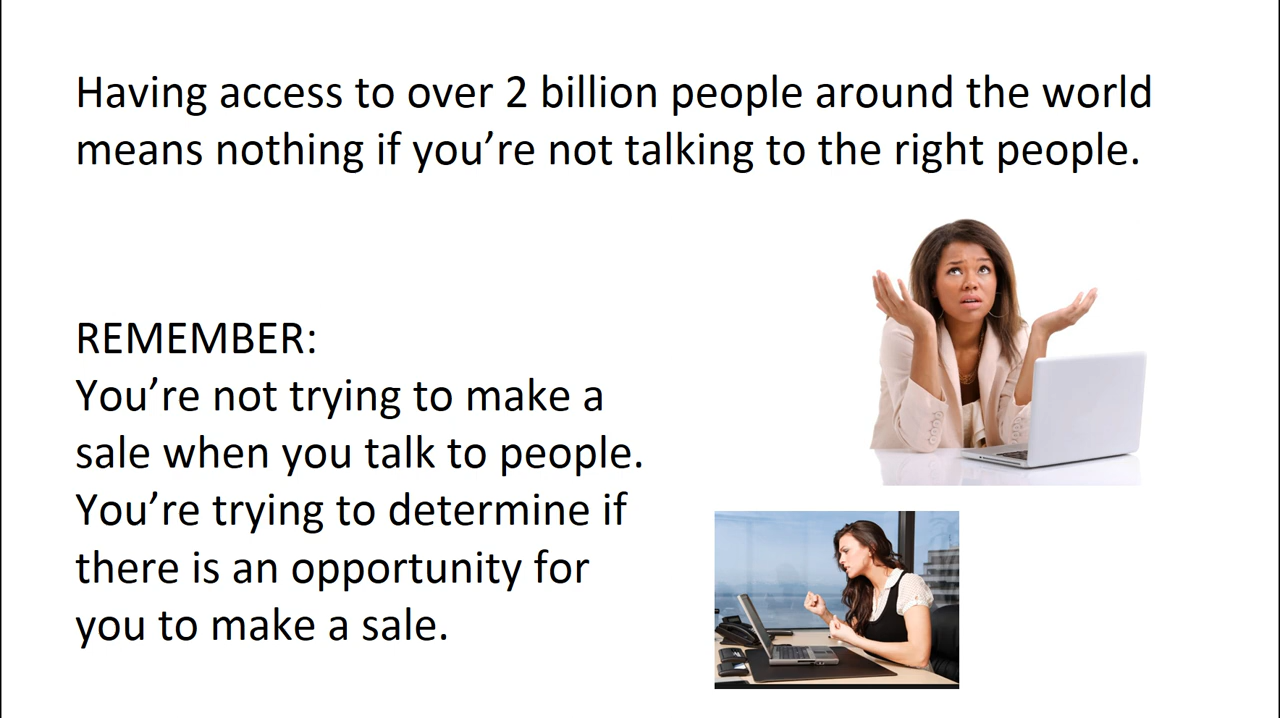 Having access to over 2 billion people around the world
means nothing if you’re not talking to the right people.
REMEMBER:
You’re not trying to make a
sale when you talk to people.
You’re trying to determine if
there is an opportunity for
you to make a sale.